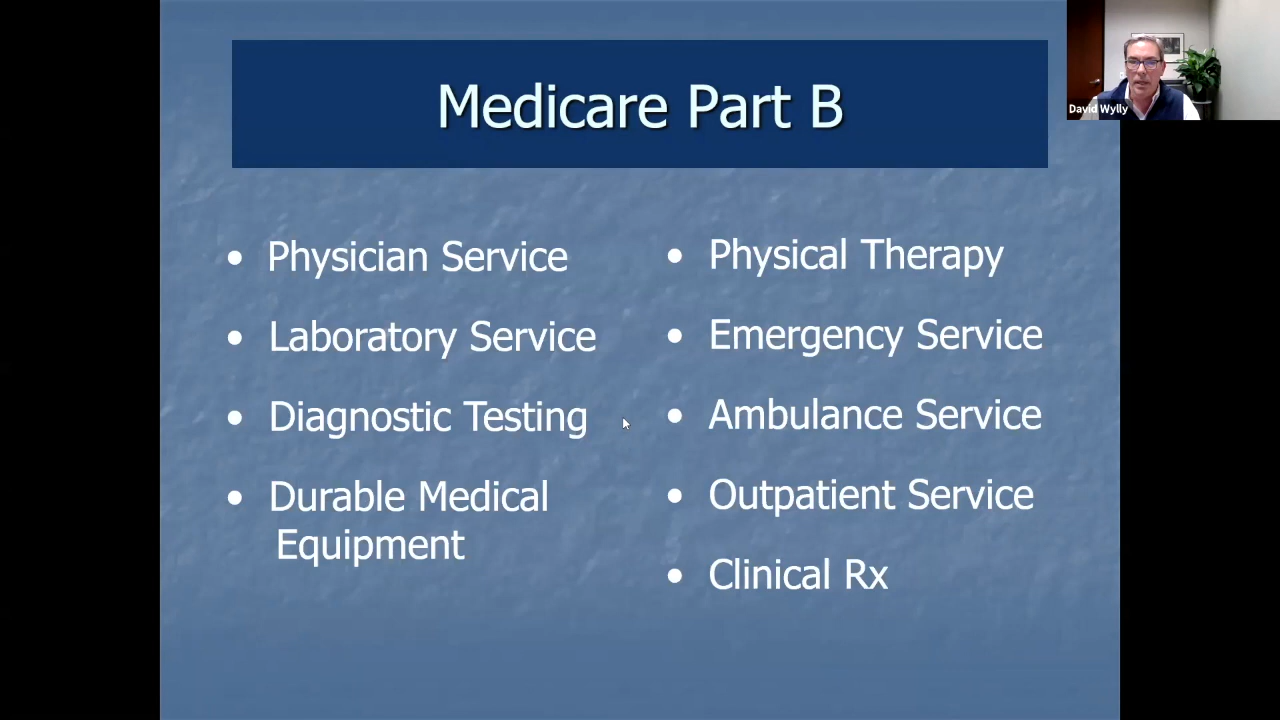 Medicare Part B
David Wylly
• Physician Service
• Laboratory Service
• Diagnostic Testing
• Durable Medical
Equipment
• Physical Therapy
• Emergency Service
• Ambulance Service
• Outpatient Service
• Clinical Rx